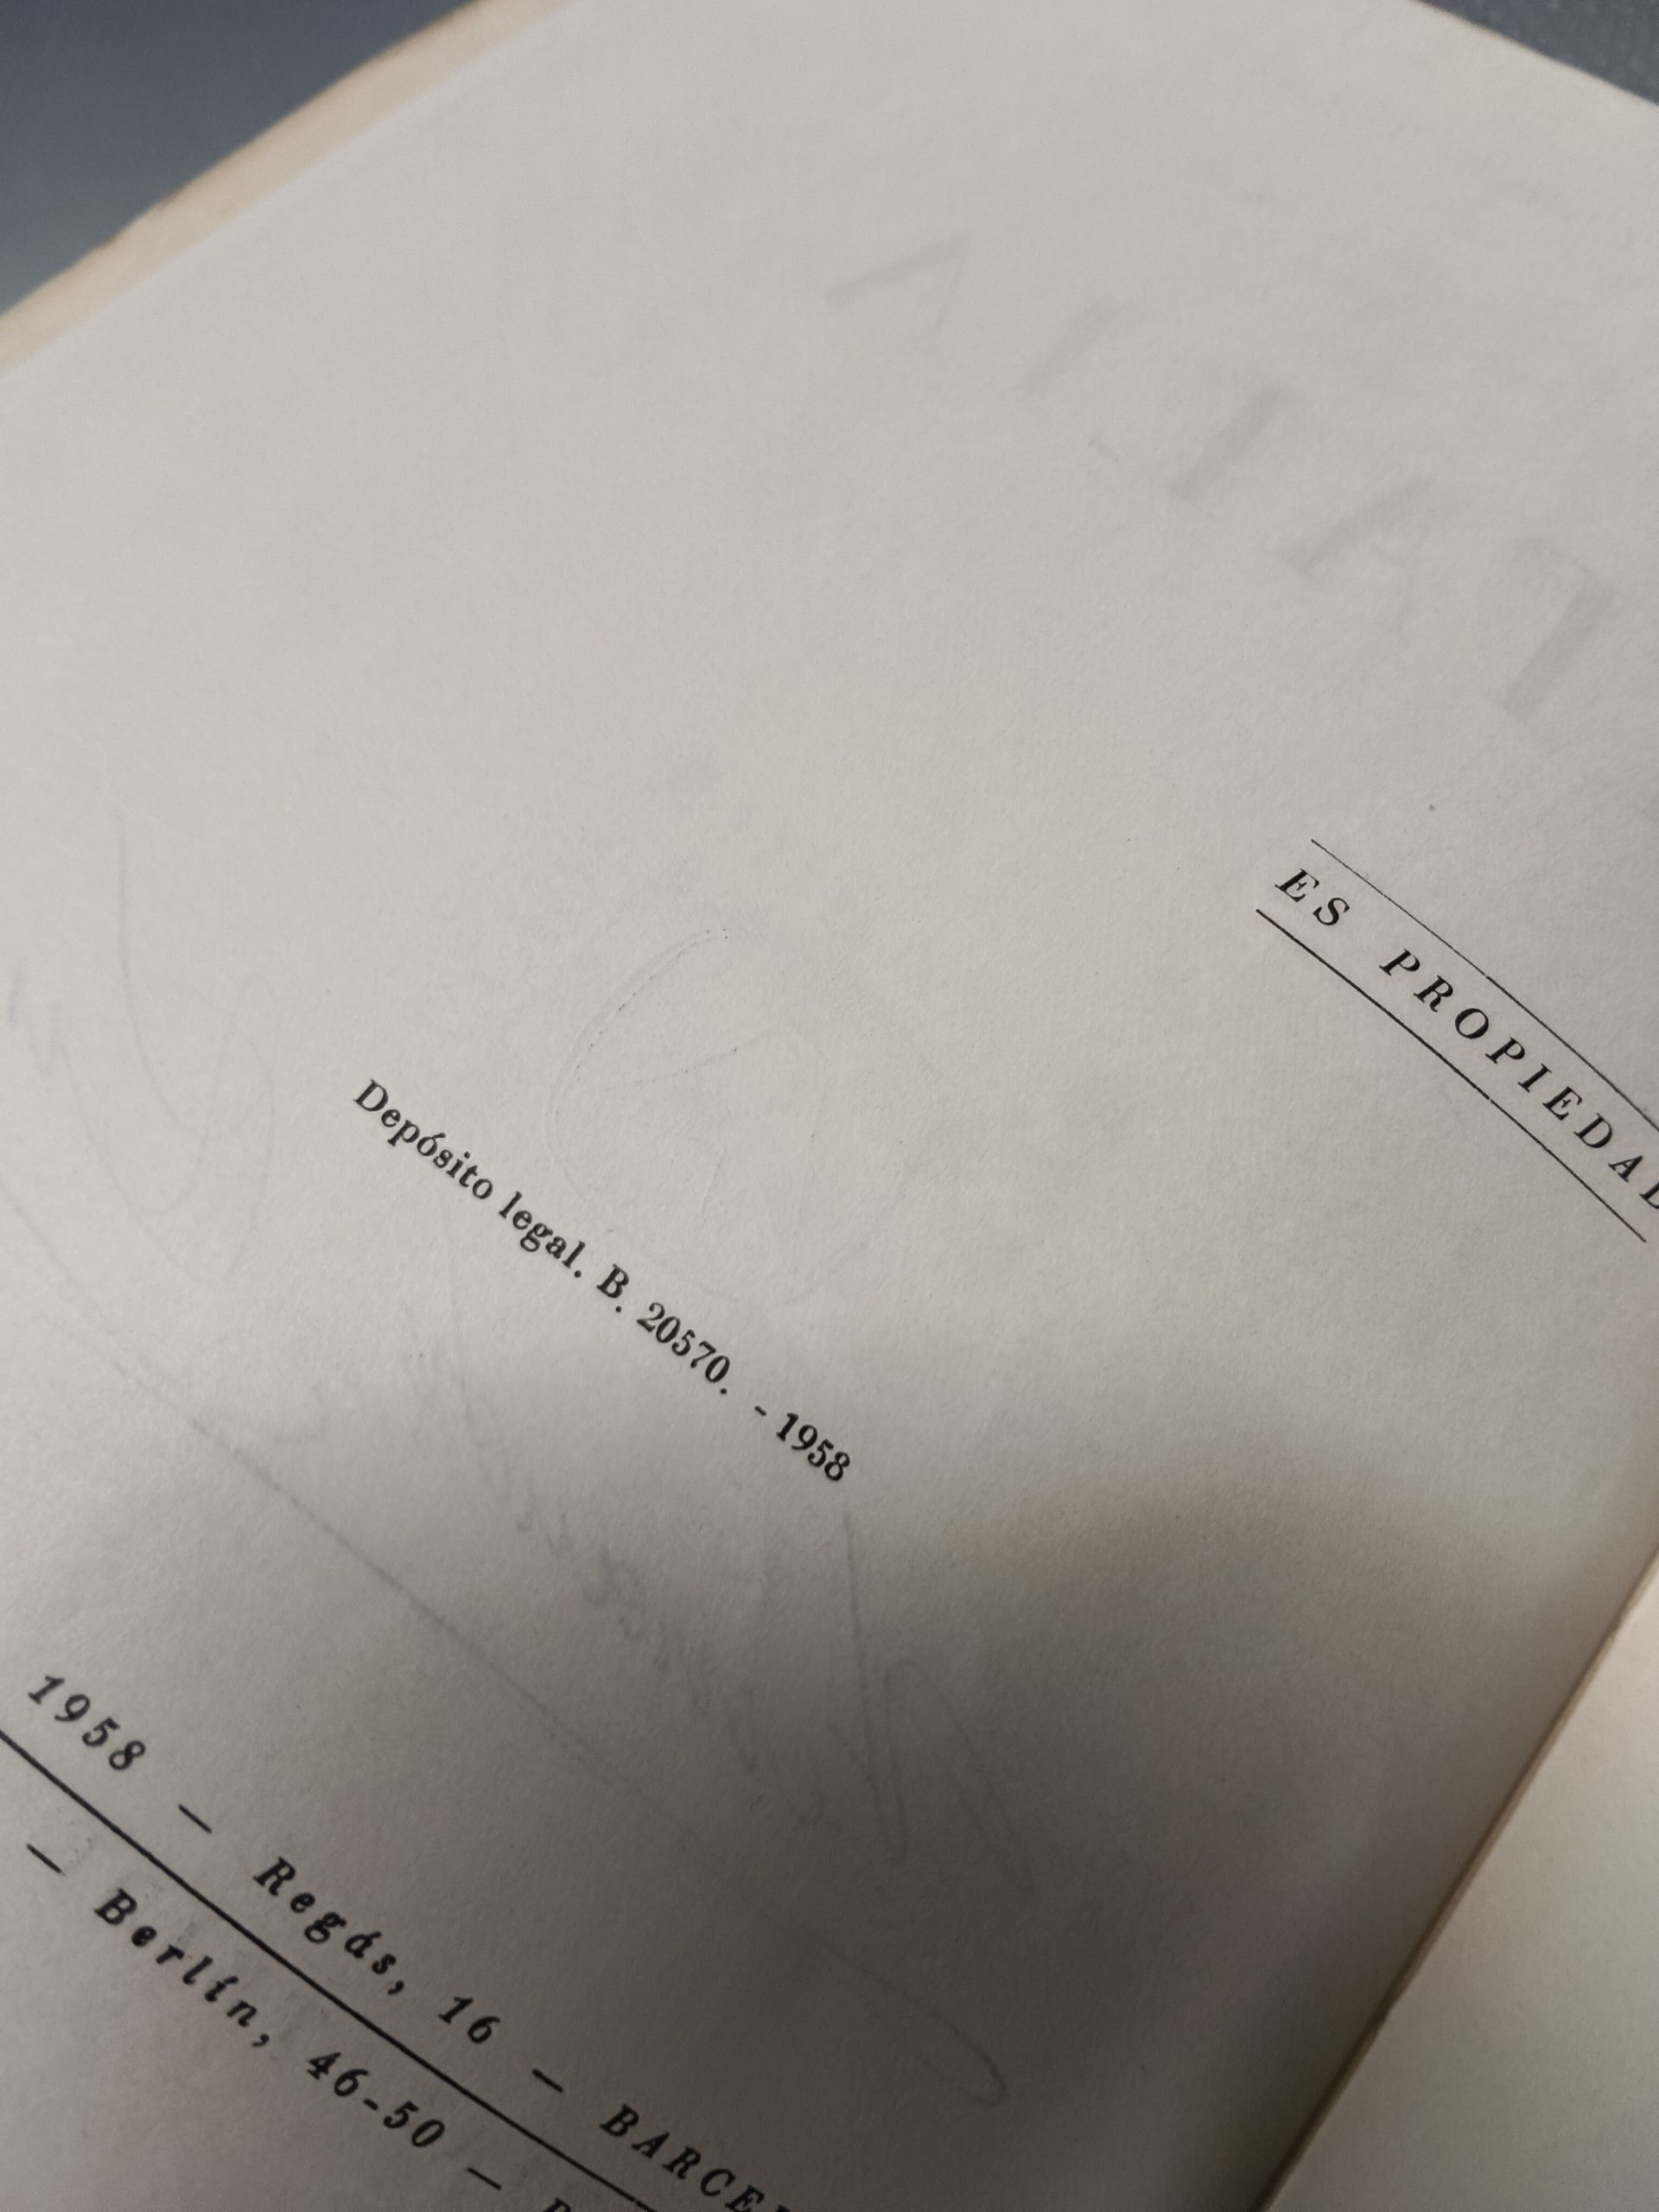 ES PROPIEDAD
Depósito legal. B. 20570. - 1958
1958 — Regás, 16 — BARCE
— Berlín, 46-50 —